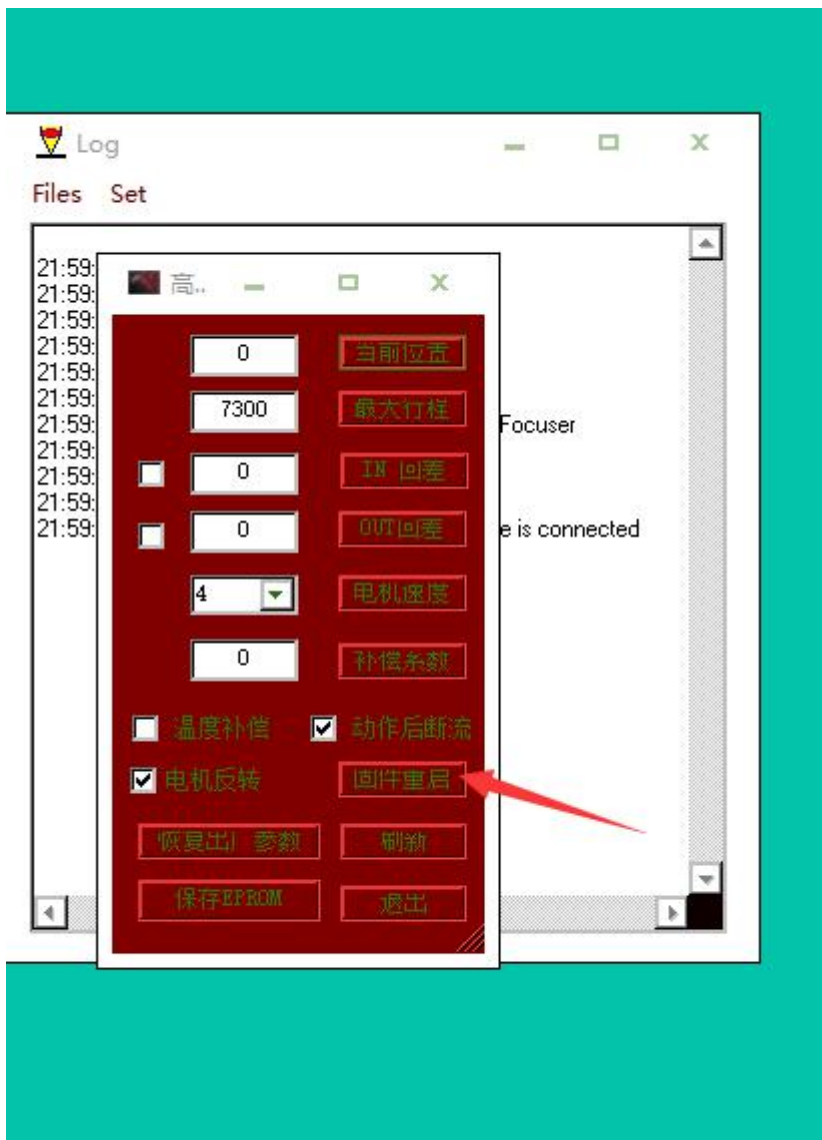 Log
Files Set
21:59:
21:59:
21:59:
21:59:
21:59:
21:59:
21:59: Focuser
21:59:
21:59:
21:59:
21:59: e is connected
高..
0 当前位置
7300 最大行程
0 IN 回差
0 OUT回差
4 电机速度
0 补偿系数
温度补偿 动作后断流
电机反转 固件重启
恢复出厂参数 刷新
保存EPROM 退出